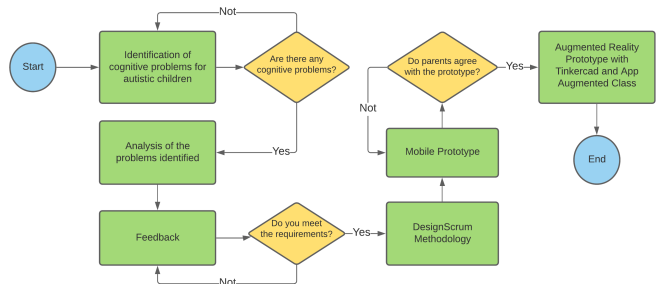 Not
Start
Identification of
cognitive problems for
autistic children
Are there any
cognitive problems?
Do parents agree
with the prototype?
Yes
Augmented Reality
Prototype with
Tinkercad and App
Augmented Class
Not
Analysis of the
problems identified
Yes
Mobile Prototype
End
Feedback
Do you meet
the requirements?
Yes
DesignScrum
Methodology
Not